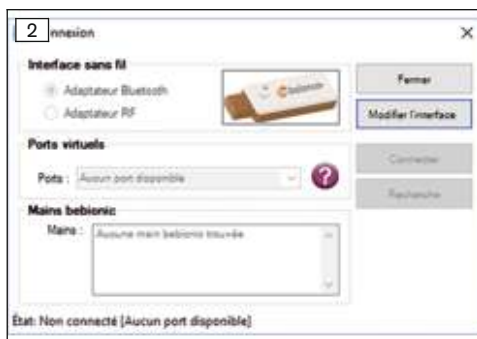 2 nnexion
Interface sans fil
Adaptateur Bluetooth
Adaptateur RF
bebionic
Fermer
Modifier l'interface
Ports virtuels
Ports : Aucun port disponible
?
Connecter
Recherche
Mains bebionic
Mains : Aucune main bebionic trouvée
État: Non connecté [Aucun port disponible]